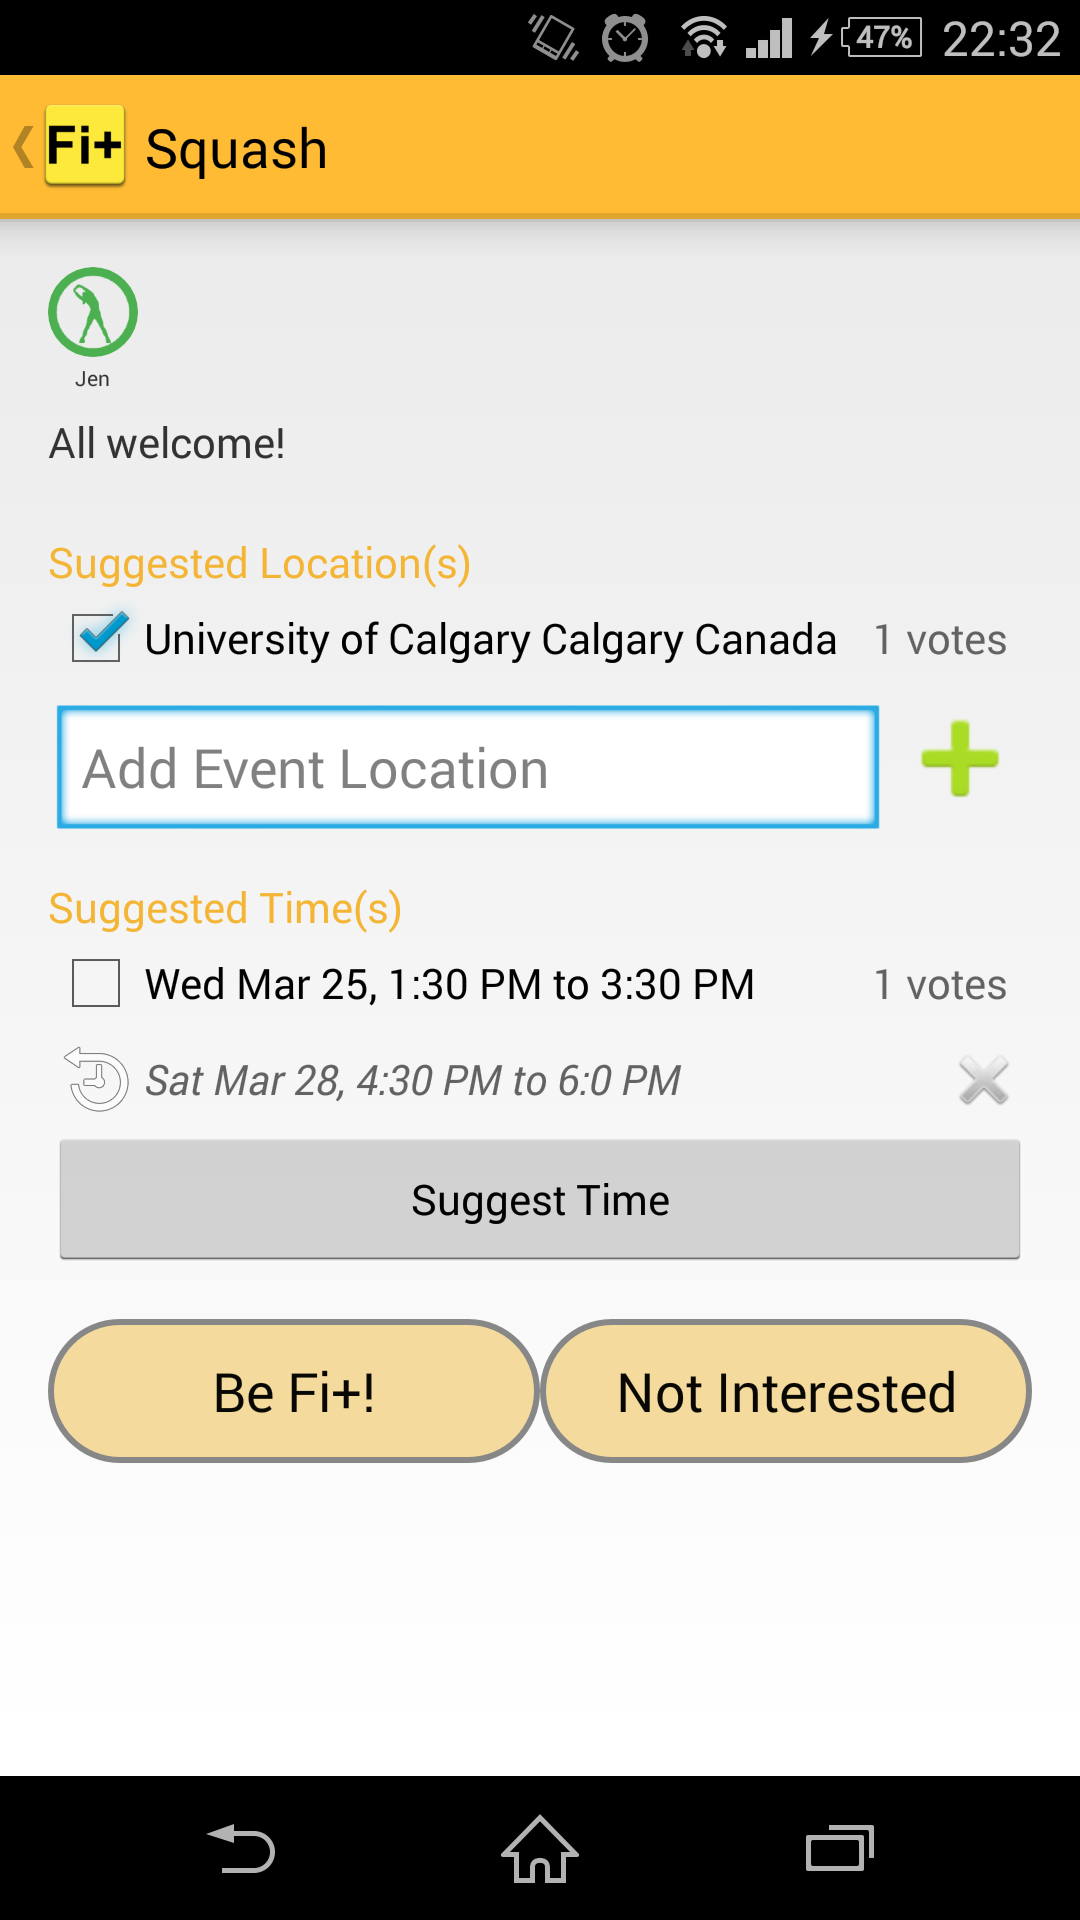 47% 22:32
Fi+ Squash
Jen
All welcome!
Suggested Location(s)
University of Calgary Calgary Canada 1 votes
Add Event Location
Suggested Time(s)
Wed Mar 25, 1:30 PM to 3:30 PM 1 votes
Sat Mar 28, 4:30 PM to 6:0 PM
Suggest Time
Be Fi+! Not Interested